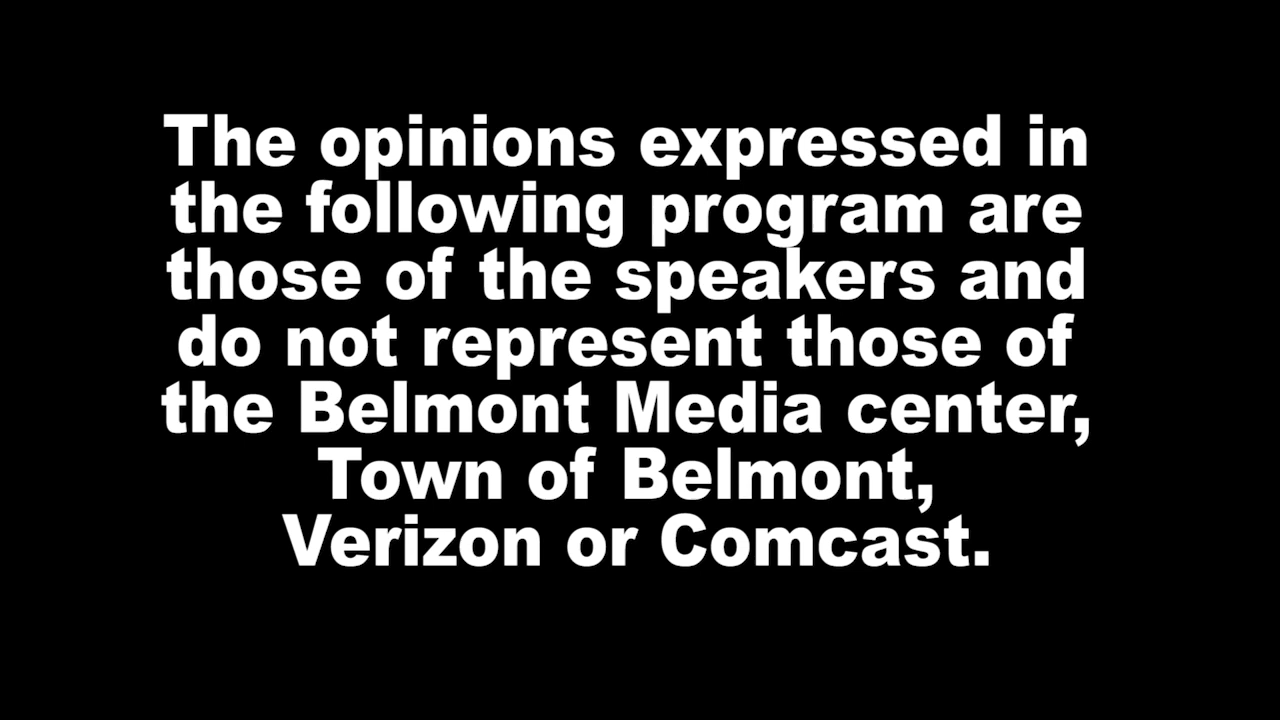 The opinions expressed in
the following program are
those of the speakers and
do not represent those of
the Belmont Media center,
Town of Belmont,
Verizon or Comcast.